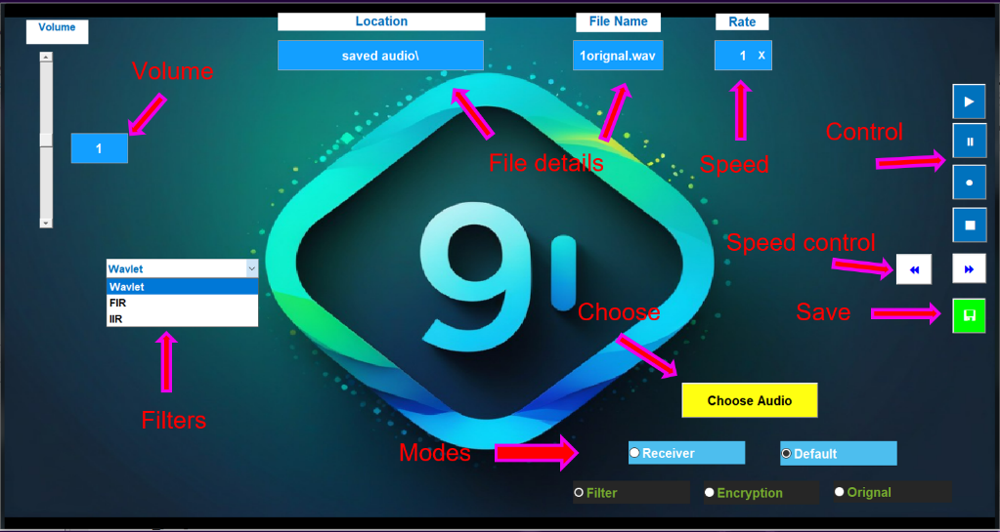 Volume
Location
File Name
Rate
saved audio\
1orignal.wav
1 X
Volume
1
File details
Speed
Control
Speed control
Wavlet
Wavlet
FIR
IIR
9
Choose
Save
Filters
Choose Audio
Modes
Receiver
Default
Filter
Encryption
Orignal